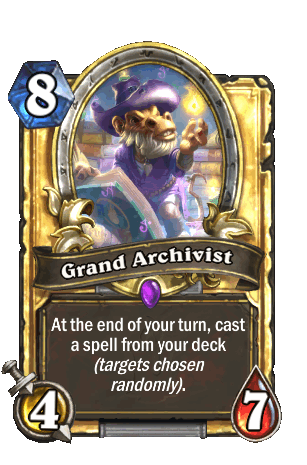 8
Grand Archivist
At the end of your turn, cast
a spell from your deck
(targets chosen
randomly).
4
7